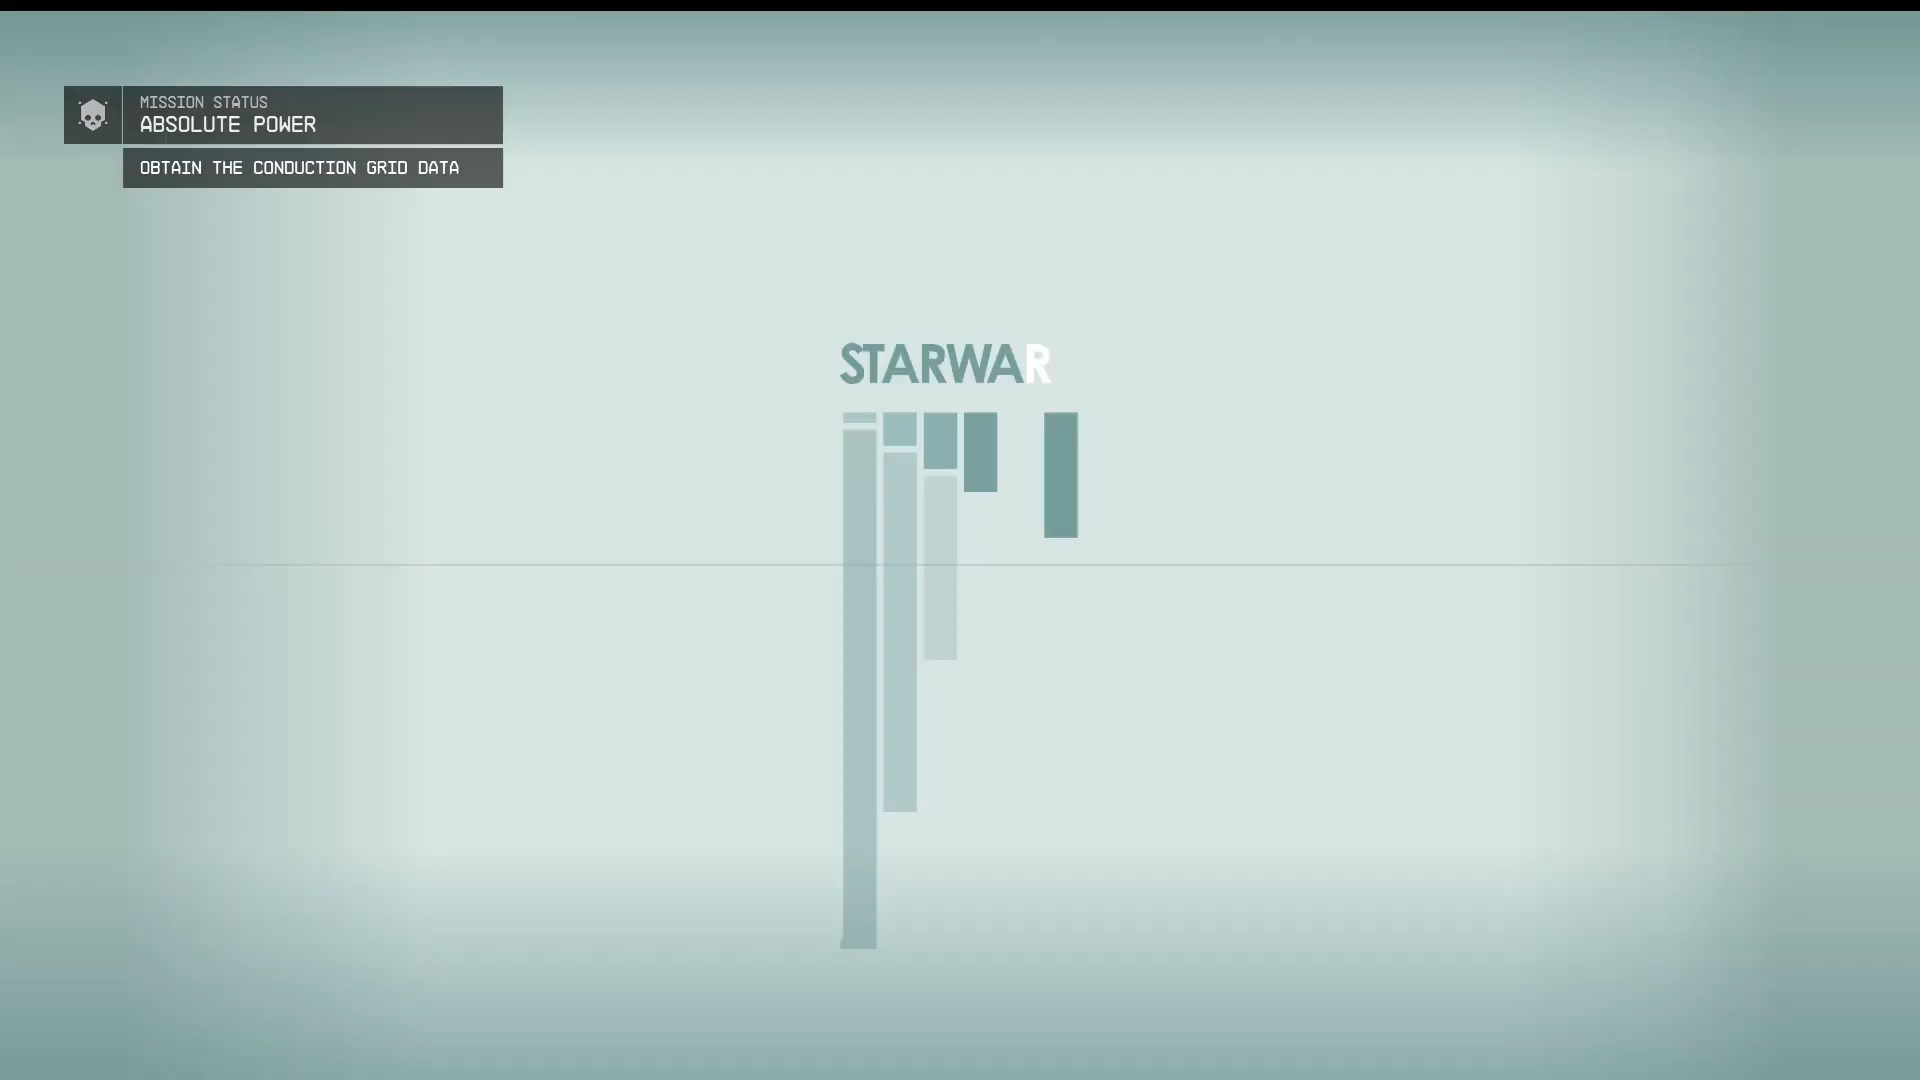 MISSION STATUS
ABSOLUTE POWER
OBTAIN THE CONDUCTION GRID DATA
STARWAR